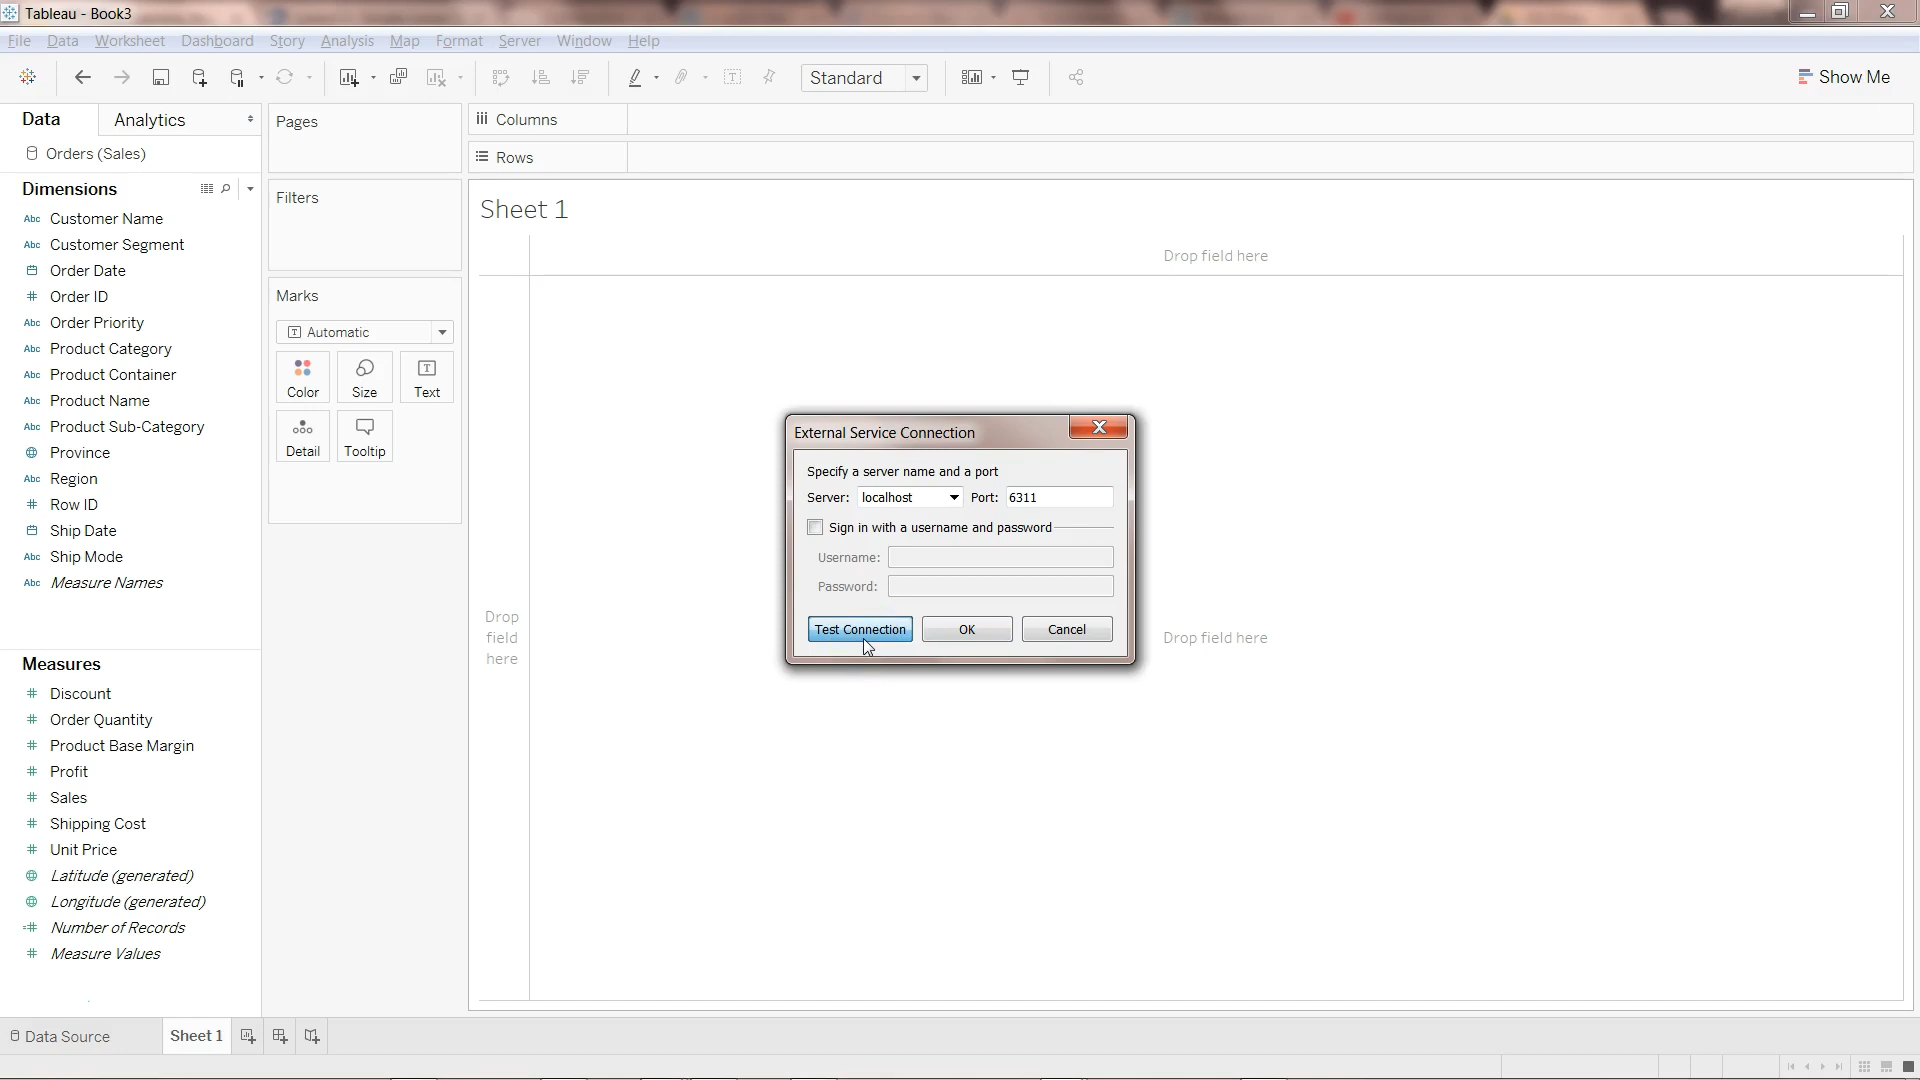 Tableau - Book3
File Data Worksheet Dashboard Story Analysis Map Format Server Window Help
Standard
Show Me
Data
Analytics
Orders (Sales)
Dimensions
Abc Customer Name
Abc Customer Segment
Order Date
# Order ID
Abc Order Priority
Abc Product Category
Abc Product Container
Abc Product Name
Abc Product Sub-Category
Province
Abc Region
# Row ID
Ship Date
Abc Ship Mode
Abc Measure Names
Measures
# Discount
# Order Quantity
# Product Base Margin
# Profit
# Sales
# Shipping Cost
# Unit Price
Latitude (generated)
Longitude (generated)
=# Number of Records
# Measure Values
Pages
Filters
Marks
T Automatic
Color
Size
T Text
Detail
Tooltip
iii Columns
Rows
Sheet 1
Drop field here
Drop
field
here
Drop field here
External Service Connection
Specify a server name and a port
Server: localhost Port: 6311
Sign in with a username and password
Username:
Password:
Test Connection OK Cancel
Data Source
Sheet 1